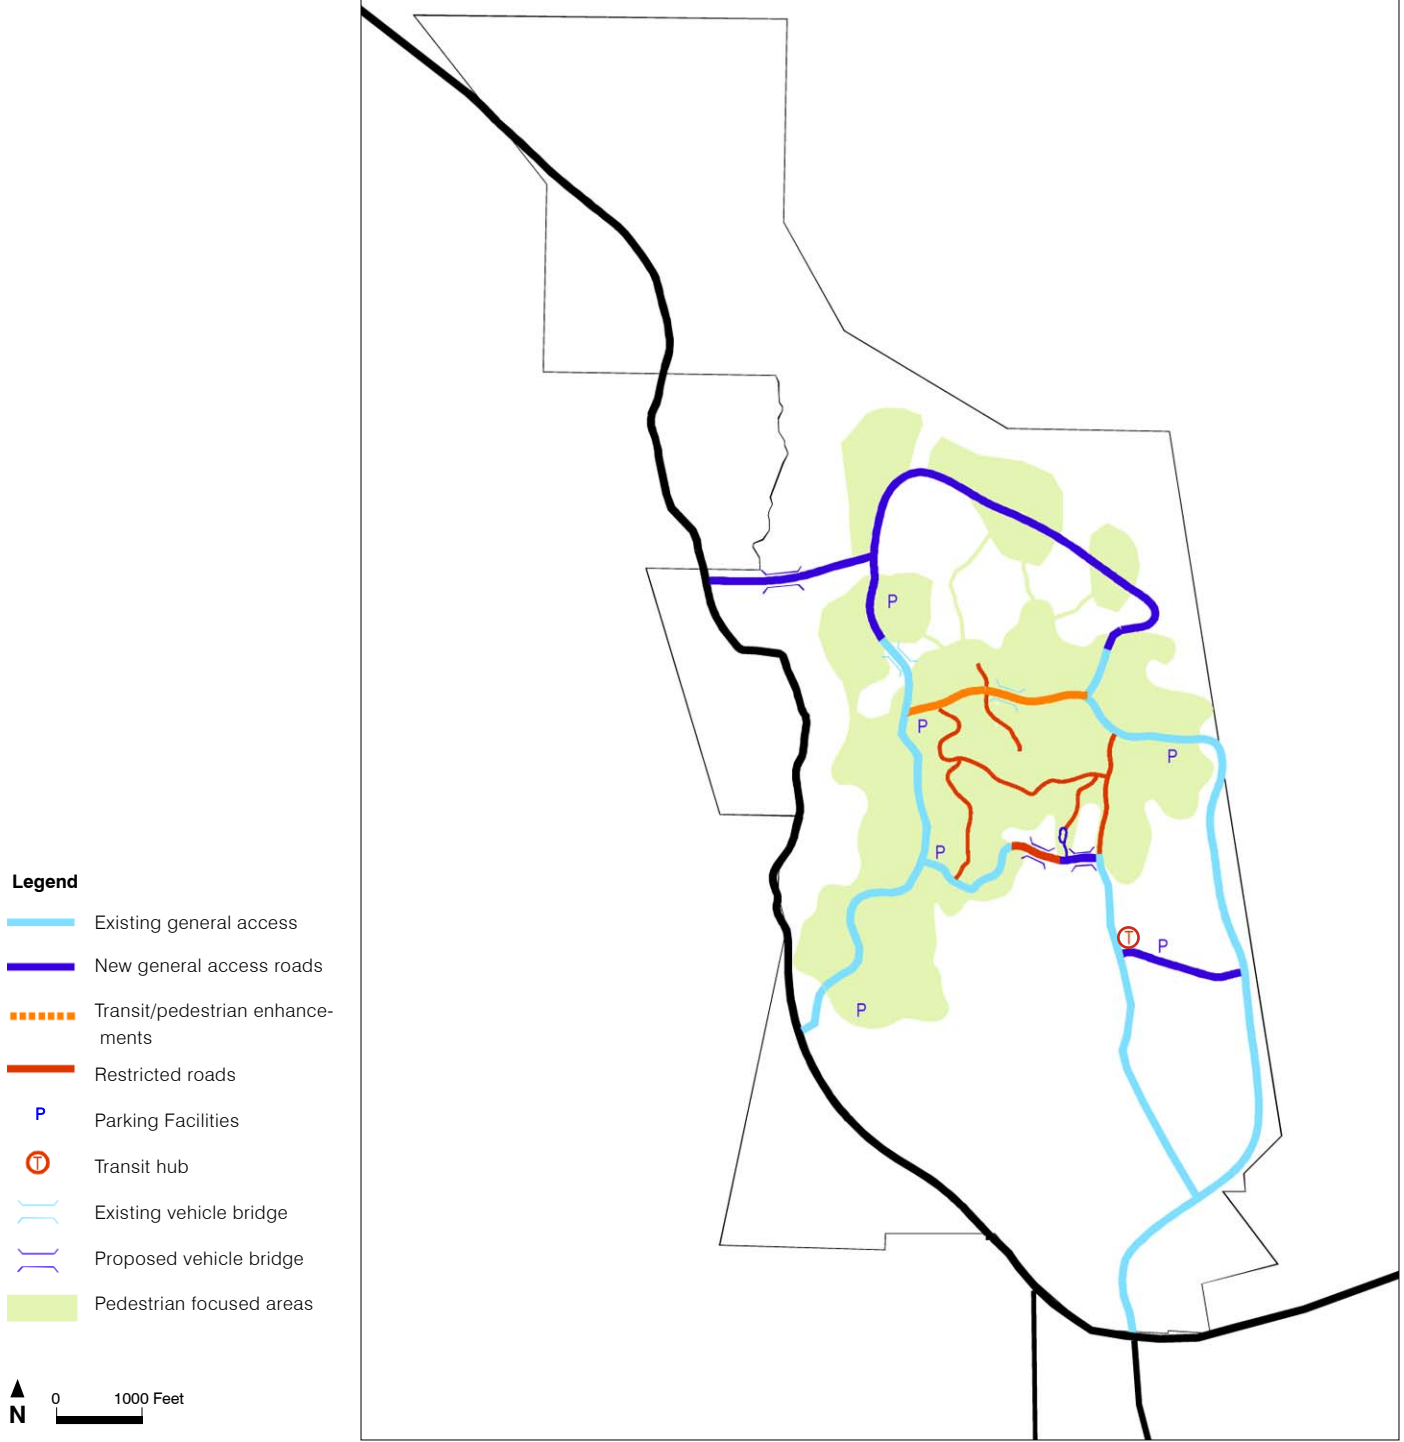 P
P
P
P
T
P
P
Legend
Existing general access
New general access roads
Transit/pedestrian enhance-
ments
Restricted roads
P Parking Facilities
T Transit hub
Existing vehicle bridge
Proposed vehicle bridge
Pedestrian focused areas
N
0 1000 Feet